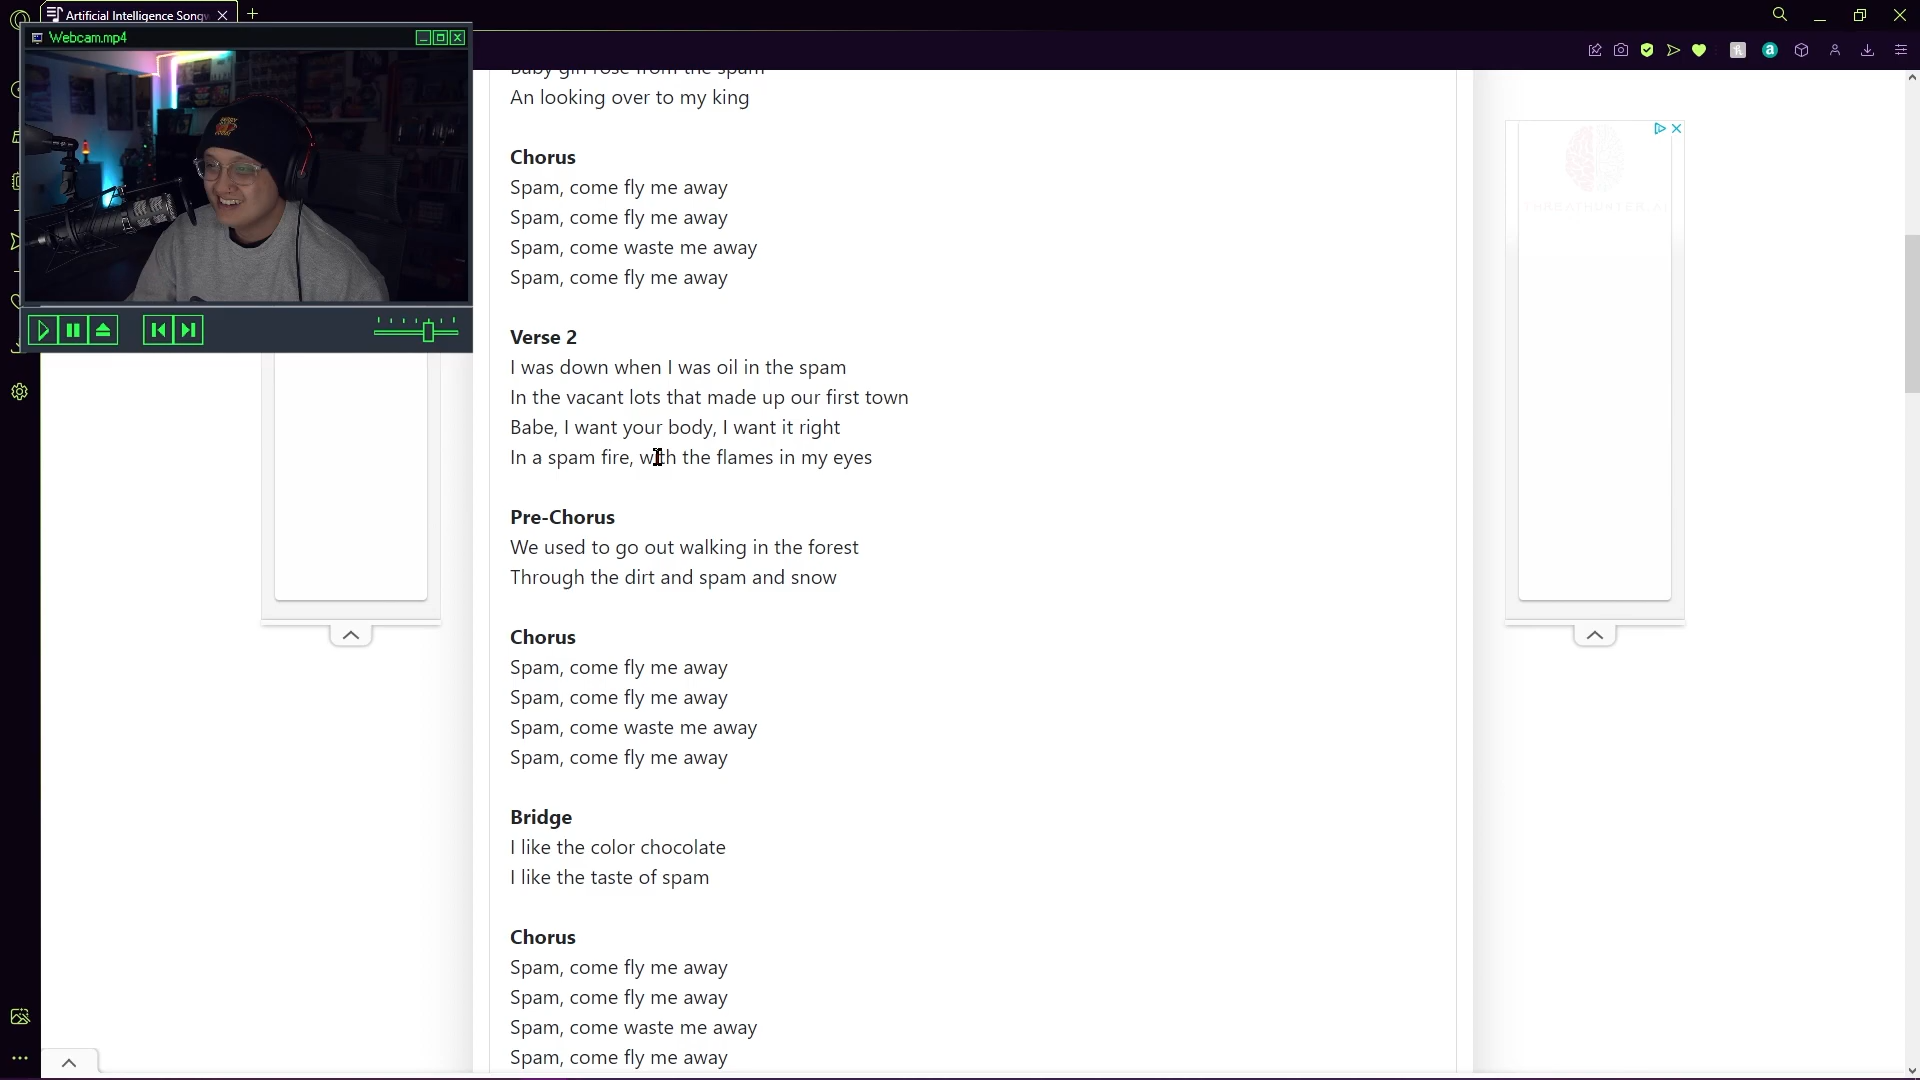 Artificial Intelligence Songw
Webcam.mp4
Baby girl rose from the spam
An looking over to my king
Chorus
Spam, come fly me away
Spam, come fly me away
Spam, come waste me away
Spam, come fly me away
Verse 2
I was down when I was oil in the spam
In the vacant lots that made up our first town
Babe, I want your body, I want it right
In a spam fire, with the flames in my eyes
Pre-Chorus
We used to go out walking in the forest
Through the dirt and spam and snow
Chorus
Spam, come fly me away
Spam, come fly me away
Spam, come waste me away
Spam, come fly me away
Bridge
I like the color chocolate
I like the taste of spam
Chorus
Spam, come fly me away
Spam, come fly me away
Spam, come waste me away
Spam, come fly me away